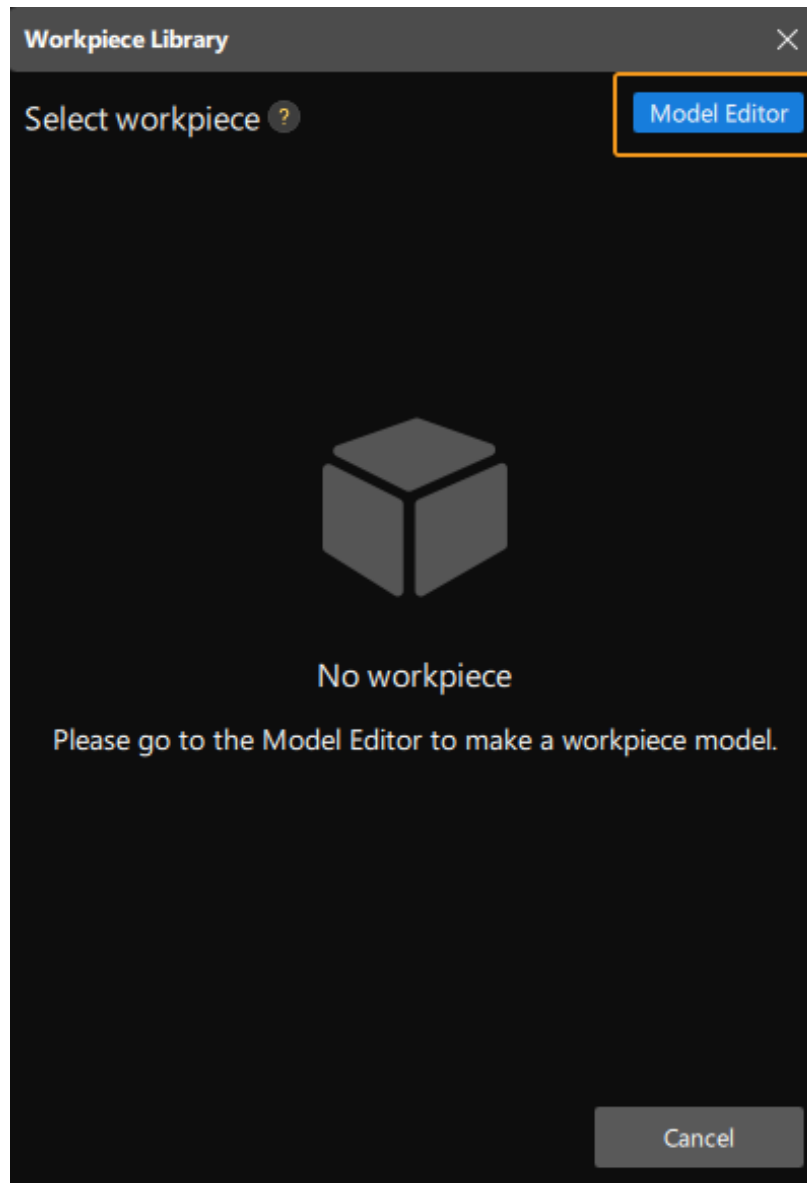 Workpiece Library
Select workpiece ?
Model Editor
No workpiece
Please go to the Model Editor to make a workpiece model.
Cancel